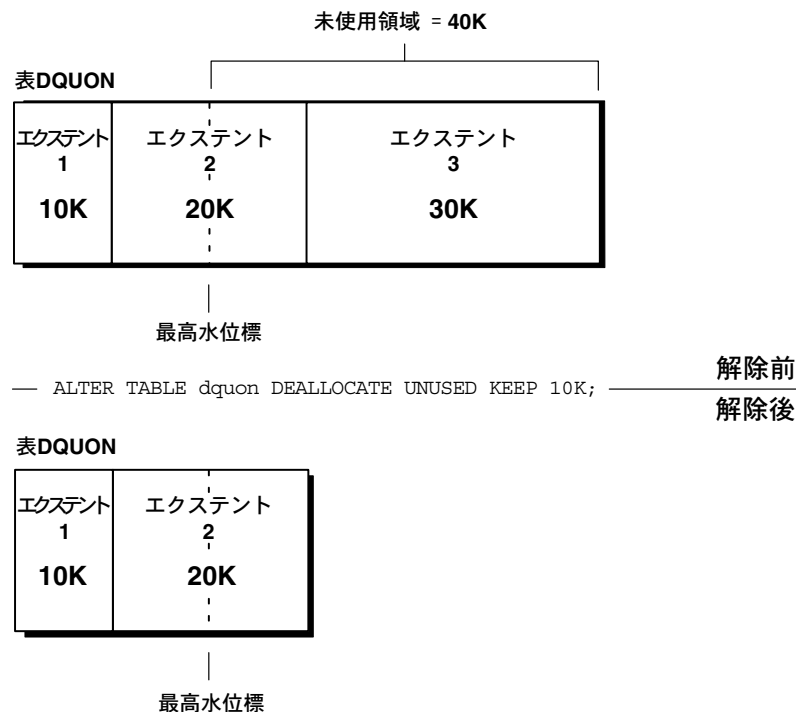 未使用領域 = 40K
表DQUON
エクステント
1
10K
エクステント
2
20K
エクステント
3
30K
最高水位標
解除前
ALTER TABLE dquon DEALLOCATE UNUSED KEEP 10K;
解除後
表DQUON
エクステント
1
10K
エクステント
2
20K
最高水位標